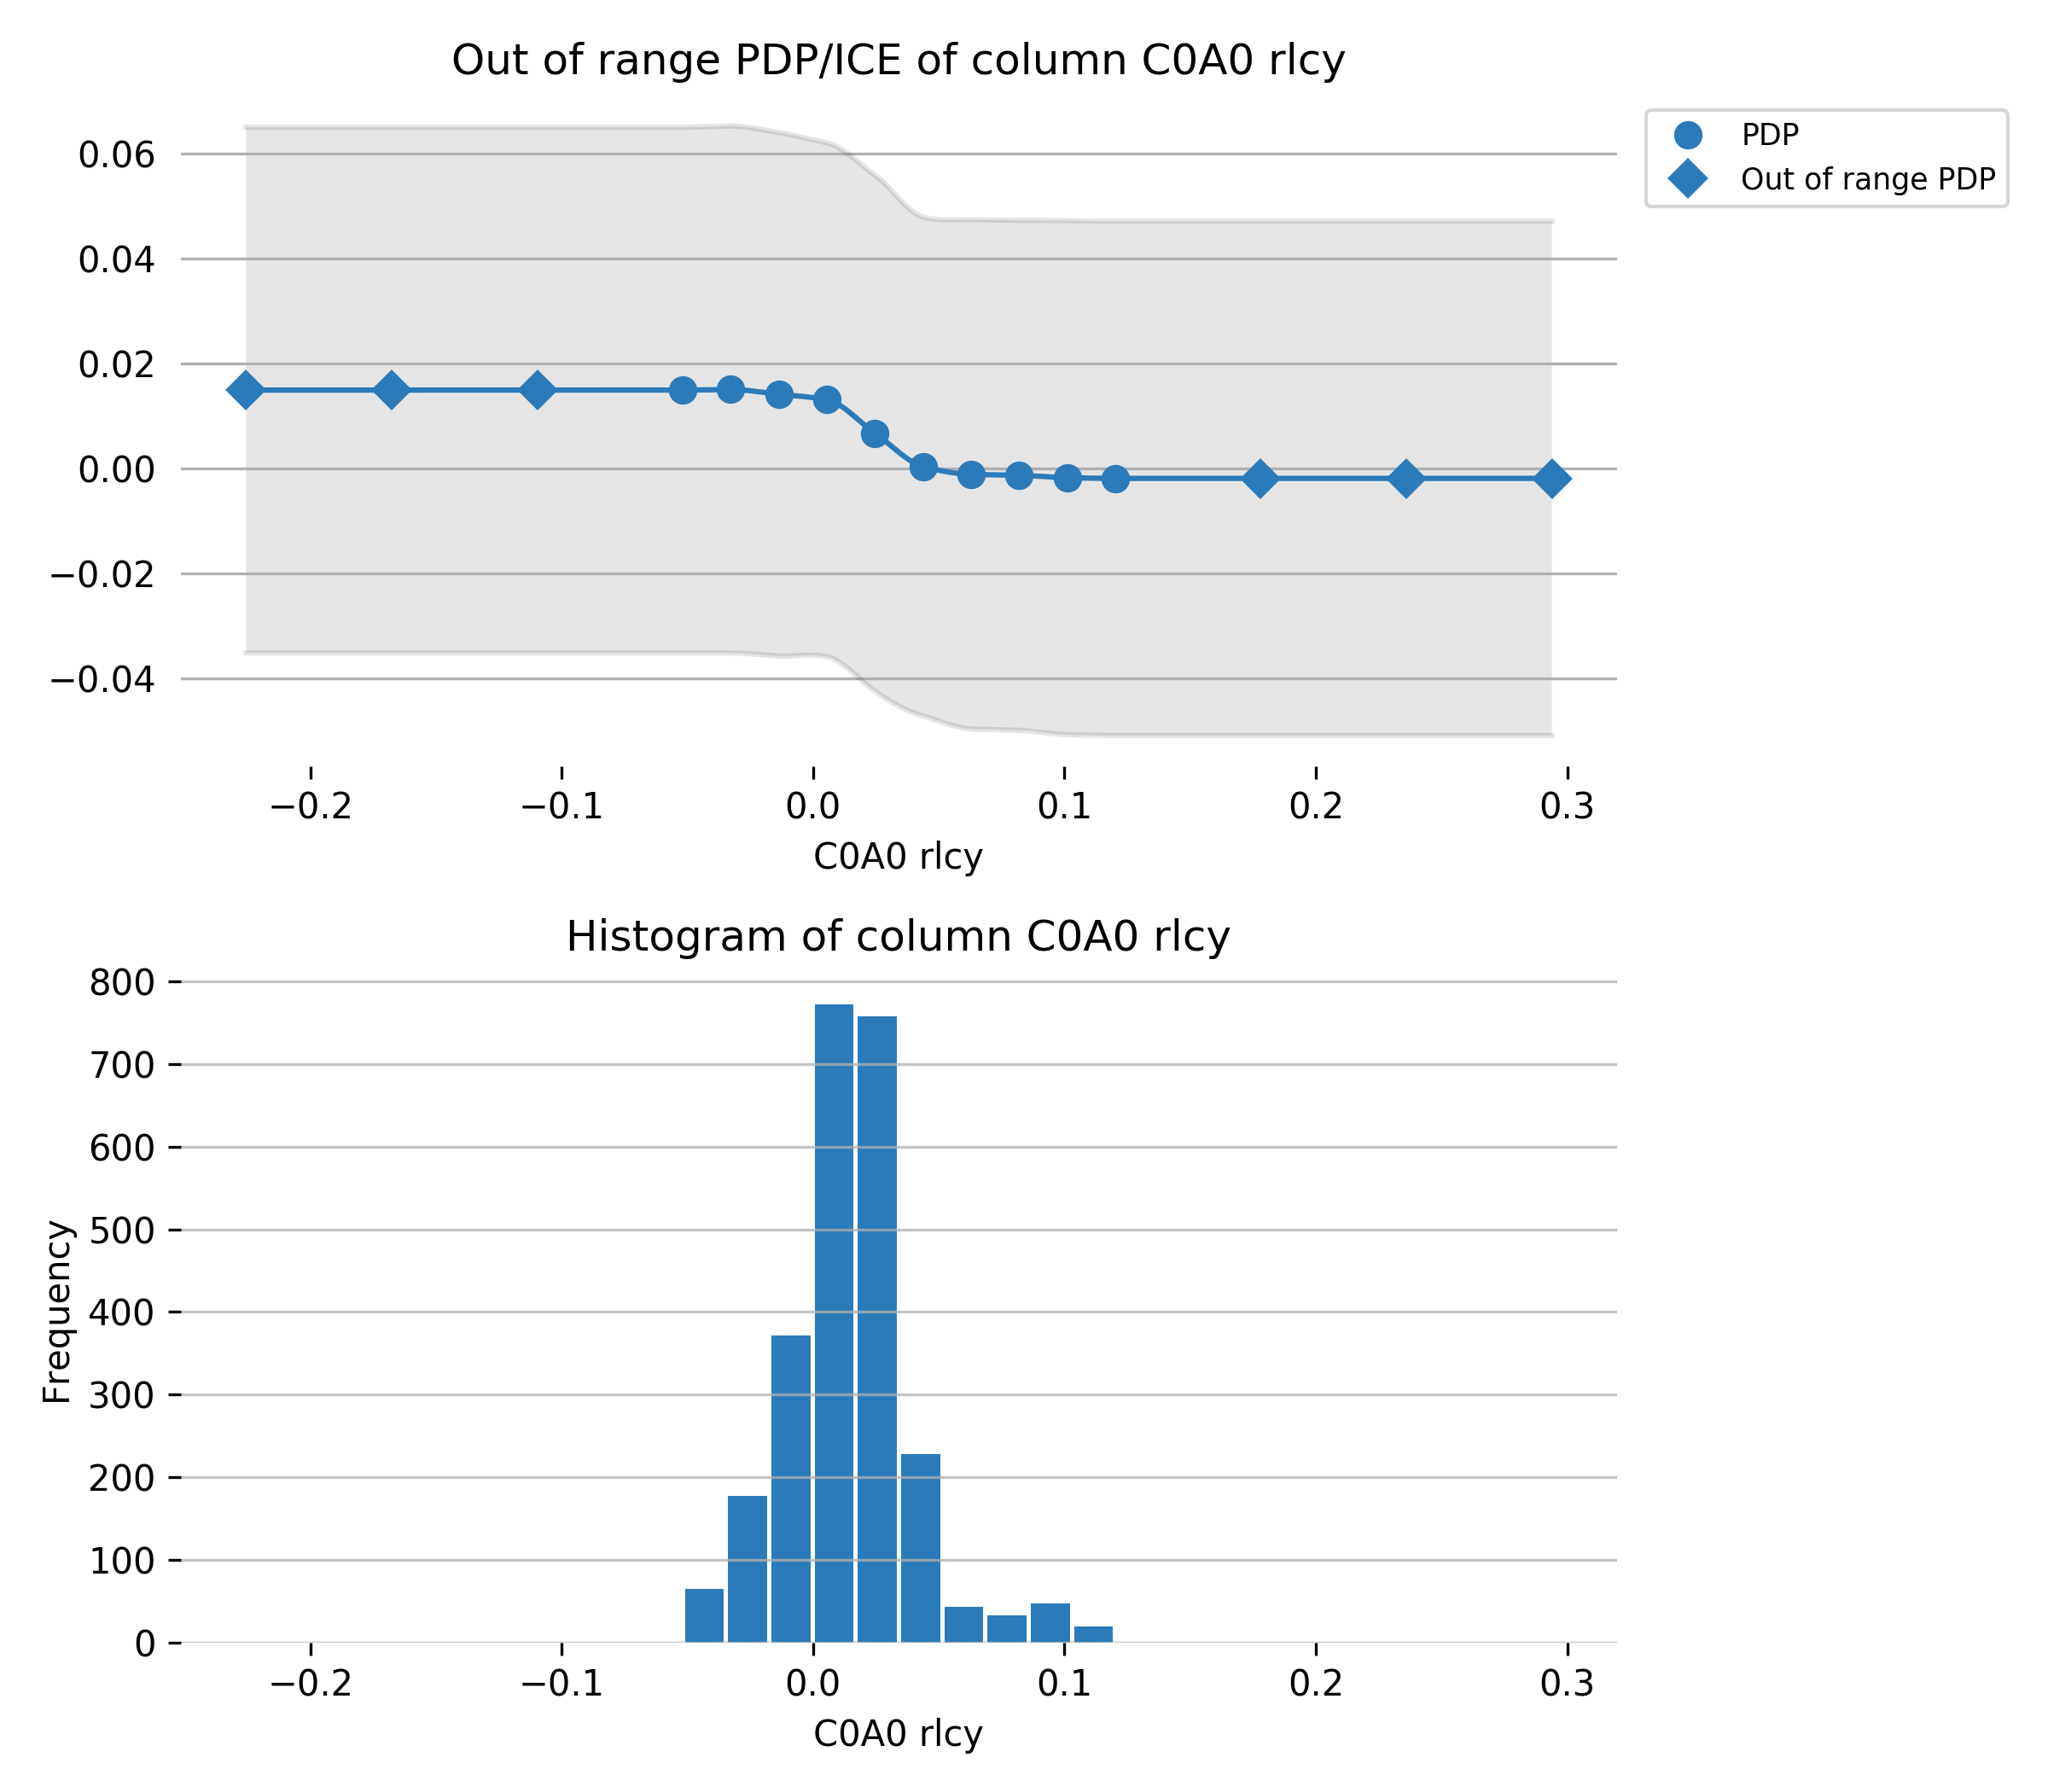 Out of range PDP/ICE of column C0A0 rlcy
PDP
Out of range PDP
0.06
0.04
0.02
0.00
−0.02
−0.04
−0.2 −0.1 0.0 0.1 0.2 0.3
C0A0 rlcy
Histogram of column C0A0 rlcy
Frequency
800
700
600
500
400
300
200
100
0
−0.2 −0.1 0.0 0.1 0.2 0.3
C0A0 rlcy